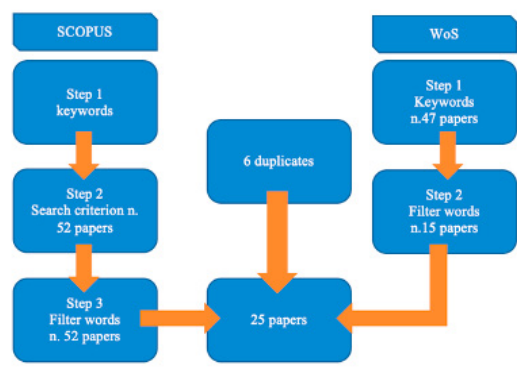 SCOPUS
Step 1
keywords
Step 2
Search criterion n.
52 papers
Step 3
Filter words
n. 52 papers
6 duplicates
25 papers
WoS
Step 1
Keywords
n.47 papers
Step 2
Filter words
n.15 papers